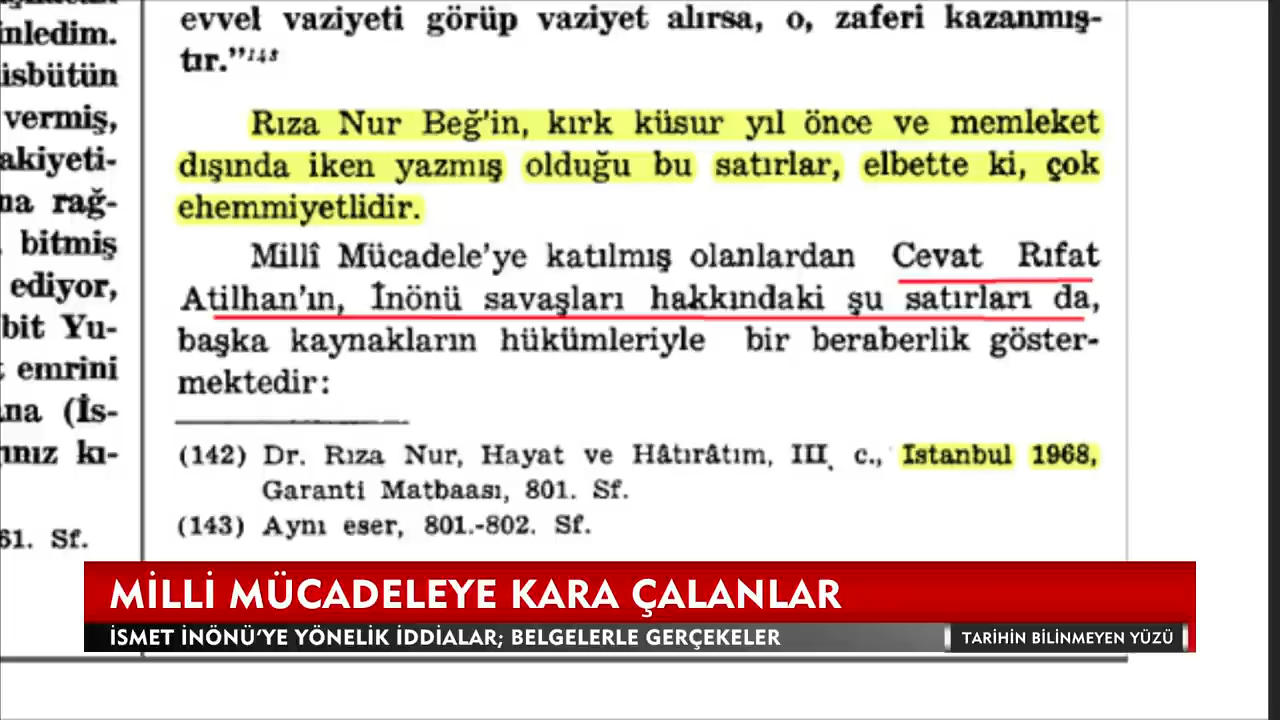 inledim.
isbütün
vermiş,
akiyeti-
na rağ-
bitmiş
ediyor,
bit Yu-
emrini
ana (İs-
ınız kı-
61. Sf.
evvel vaziyeti görüp vaziyet alırsa, o, zaferi kazanmış-
tır."¹⁴³
Rıza Nur Beğ'in, kırk küsur yıl önce ve memleket
dışında iken yazmış olduğu bu satırlar, elbette ki, çok
ehemmiyetlidir.
Millî Mücadele'ye katılmış olanlardan Cevat Rıfat
Atilhan'ın, İnönü savaşları hakkındaki şu satırları da,
başka kaynakların hükümleriyle bir beraberlik göster-
mektedir:
(142) Dr. Rıza Nur, Hayat ve Hâtırâtım, III. c., Istanbul 1968,
Garanti Matbaası, 801. Sf.
(143) Aynı eser, 801.-802. Sf.
MİLLİ MÜCADELEYE KARA ÇALANLAR
İSMET İNÖNÜ'YE YÖNELİK İDDİALAR; BELGELERLE GERÇEKELER
TARİHİN BİLİNMEYEN YÜZÜ